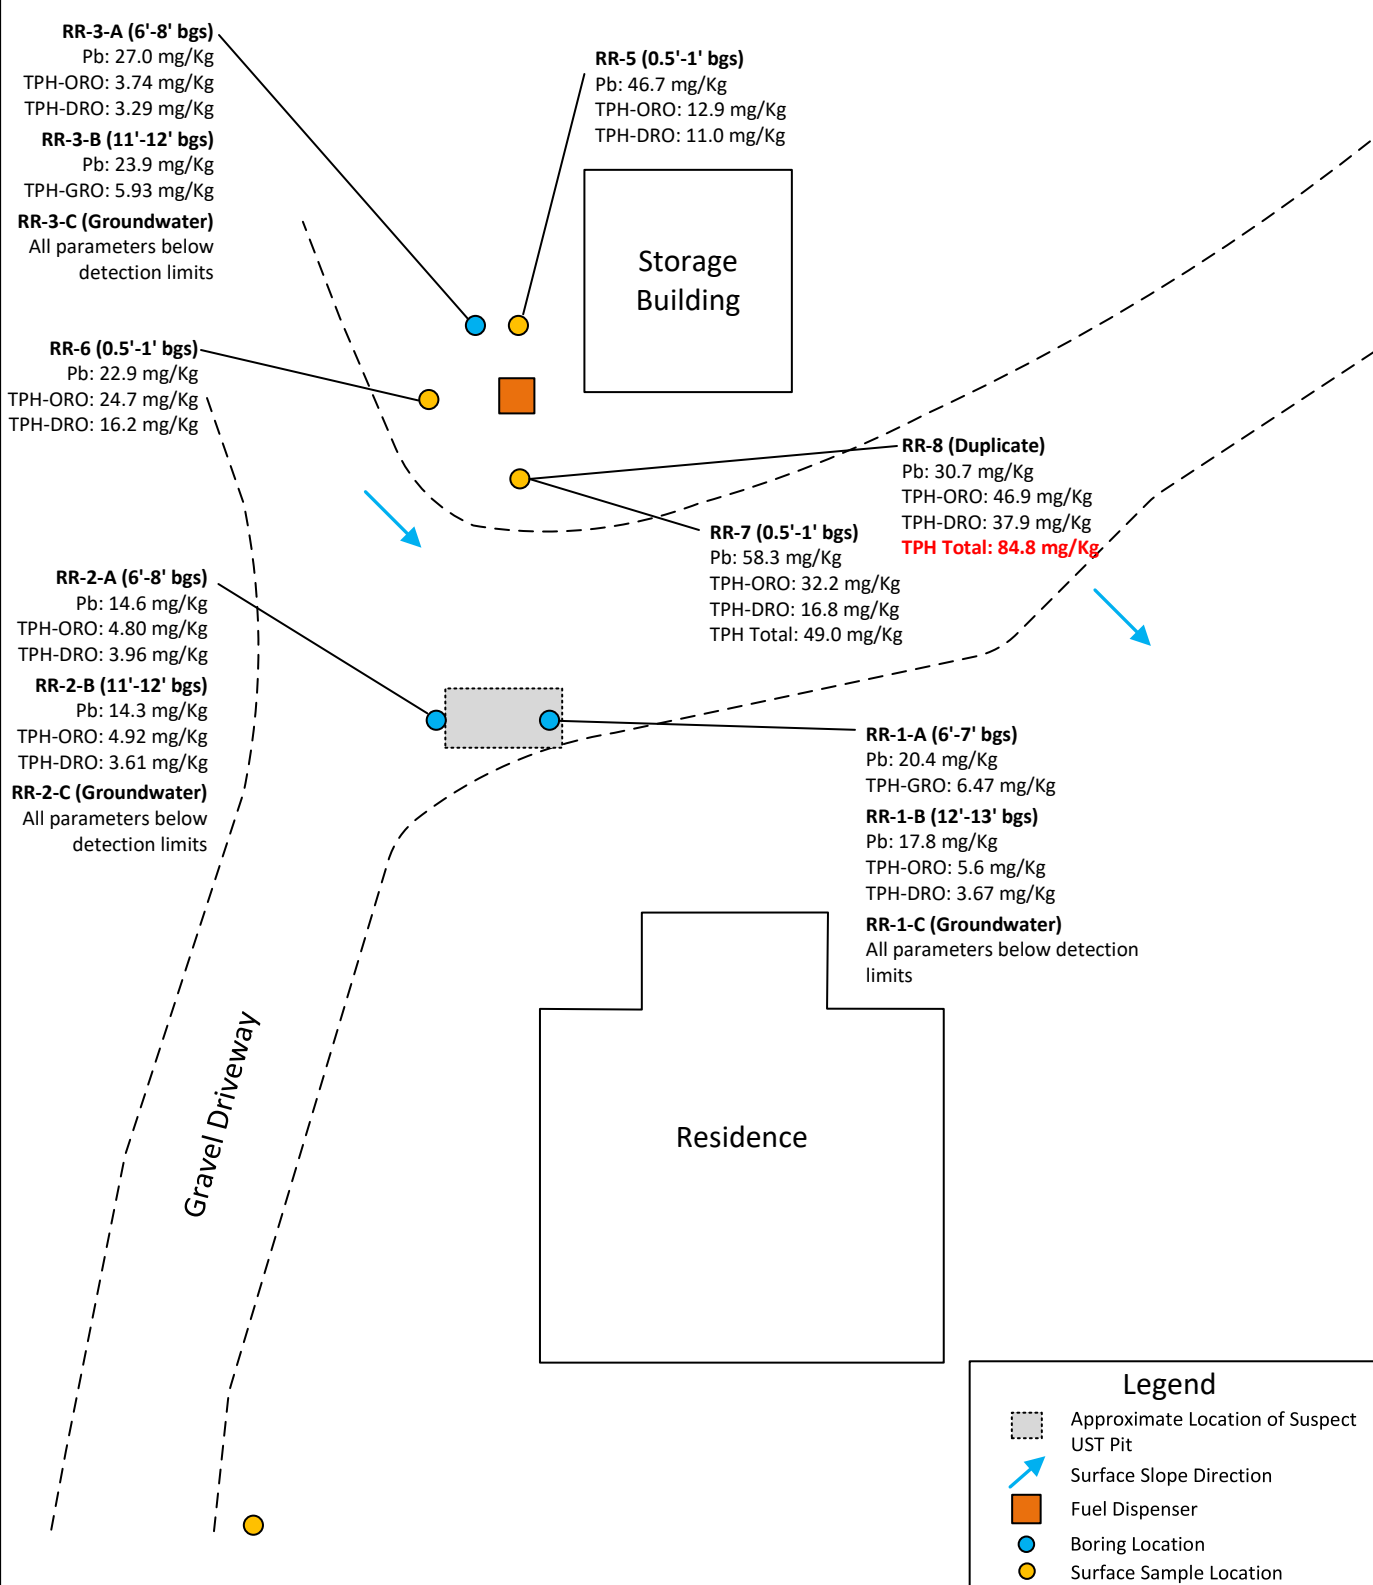 RR-3-A (6'-8' bgs)
Pb: 27.0 mg/Kg
TPH-ORO: 3.74 mg/Kg
TPH-DRO: 3.29 mg/Kg
RR-3-B (11'-12' bgs)
Pb: 23.9 mg/Kg
TPH-GRO: 5.93 mg/Kg
RR-3-C (Groundwater)
All parameters below
detection limits
RR-5 (0.5'-1' bgs)
Pb: 46.7 mg/Kg
TPH-ORO: 12.9 mg/Kg
TPH-DRO: 11.0 mg/Kg
Storage
Building
RR-6 (0.5'-1' bgs)
Pb: 22.9 mg/Kg
TPH-ORO: 24.7 mg/Kg
TPH-DRO: 16.2 mg/Kg
RR-8 (Duplicate)
Pb: 30.7 mg/Kg
TPH-ORO: 46.9 mg/Kg
TPH-DRO: 37.9 mg/Kg
TPH Total: 84.8 mg/Kg
RR-7 (0.5'-1' bgs)
Pb: 58.3 mg/Kg
TPH-ORO: 32.2 mg/Kg
TPH-DRO: 16.8 mg/Kg
TPH Total: 49.0 mg/Kg
RR-2-A (6'-8' bgs)
Pb: 14.6 mg/Kg
TPH-ORO: 4.80 mg/Kg
TPH-DRO: 3.96 mg/Kg
RR-2-B (11'-12' bgs)
Pb: 14.3 mg/Kg
TPH-ORO: 4.92 mg/Kg
TPH-DRO: 3.61 mg/Kg
RR-2-C (Groundwater)
All parameters below
detection limits
RR-1-A (6'-7' bgs)
Pb: 20.4 mg/Kg
TPH-GRO: 6.47 mg/Kg
RR-1-B (12'-13' bgs)
Pb: 17.8 mg/Kg
TPH-ORO: 5.6 mg/Kg
TPH-DRO: 3.67 mg/Kg
RR-1-C (Groundwater)
All parameters below detection
limits
Gravel Driveway
Residence
Legend
Approximate Location of Suspect
UST Pit
Surface Slope Direction
Fuel Dispenser
Boring Location
Surface Sample Location